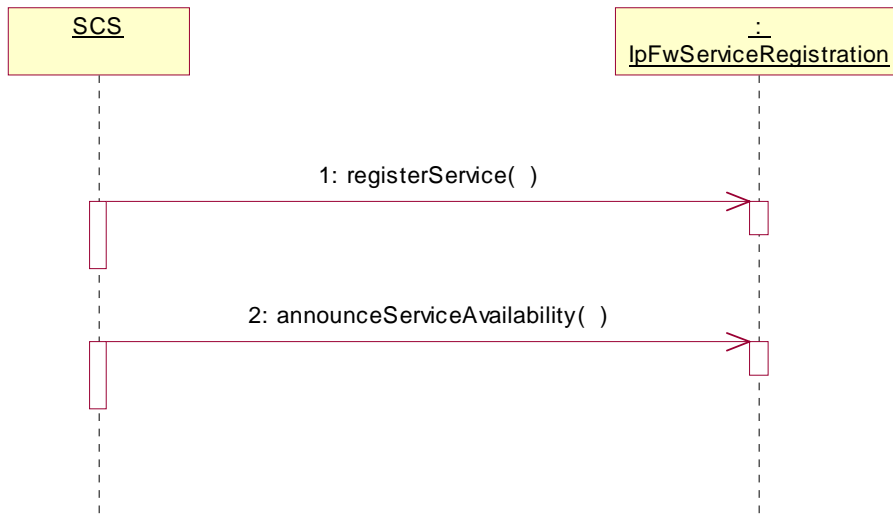 SCS
:
IpFwServiceRegistration
1: registerService( )
2: announceServiceAvailability( )